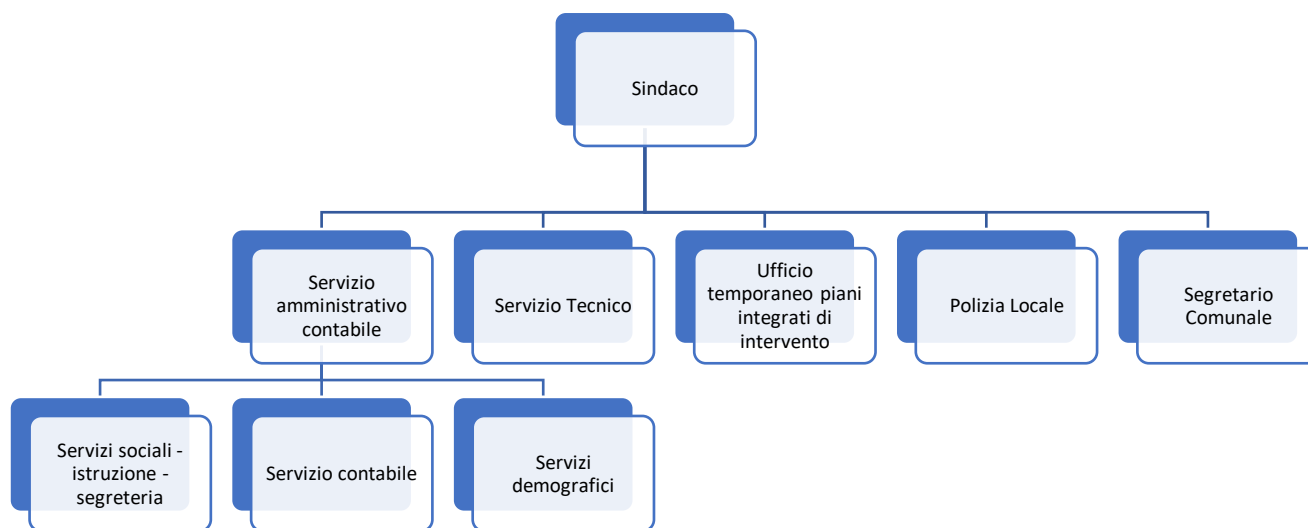 Sindaco
Servizio
amministrativo
contabile
Servizio Tecnico
Ufficio
temporaneo piani
integrati di
intervento
Polizia Locale
Segretario
Comunale
Servizi sociali -
istruzione -
segreteria
Servizio contabile
Servizi
demografici